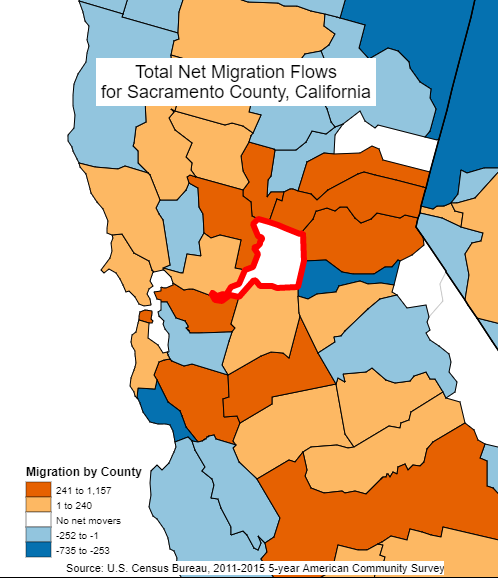 Total Net Migration Flows
for Sacramento County, California
Migration by County
241 to 1,157
1 to 240
No net movers
-252 to -1
-735 to -253
Source: U.S. Census Bureau, 2011-2015 5-year American Community Survey